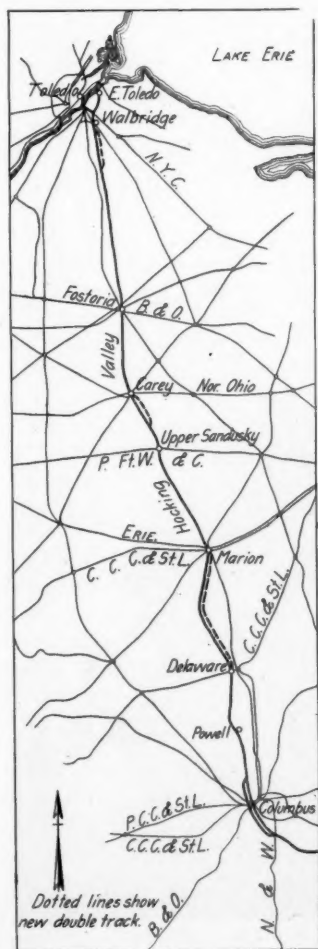 LAKE ERIE
Toledo
E. Toledo
Walbridge
N.Y.C.
Fostoria
B. & O.
Valley
Carey
Nor. Ohio
Upper Sandusky
P. Ft. W. & C.
Hocking
ERIE.
C. C. C. & St. L.
Marion
C.C.C. & St. L.
Delaware
Powell
Columbus
P. C. C. & St. L.
C.C.C. & St. L.
B. & O.
N & W.
Dotted lines show
new double track.